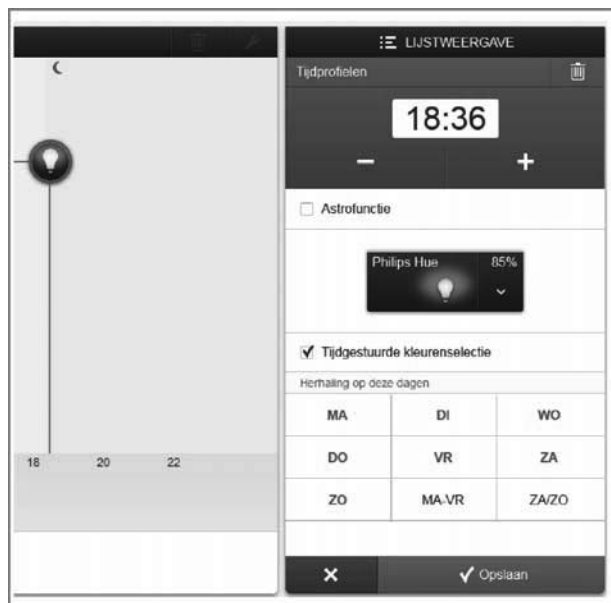 LIJSTWEERGAVE
Tijdprofielen
18:36
− +
Astrofunctie
Philips Hue 85%
Tijdgestuurde kleurenselectie
Herhaling op deze dagen
MA DI WO
DO VR ZA
ZO MA-VR ZA/ZO
Opslaan
18 20 22